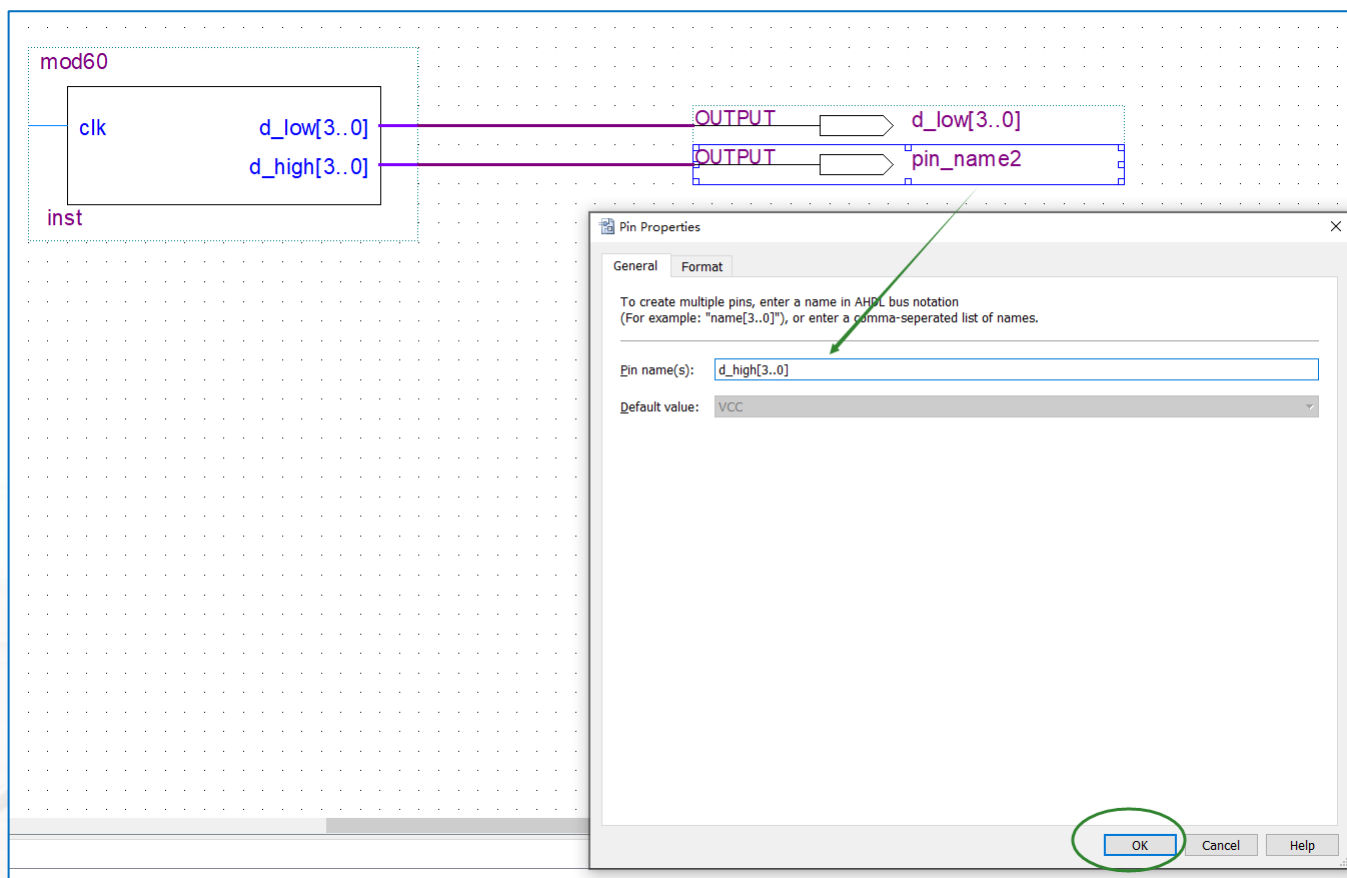 mod60
clk
d_low[3..0]
d_high[3..0]
inst
OUTPUT
d_low[3..0]
OUTPUT
pin_name2
Pin Properties
General
Format
To create multiple pins, enter a name in AHDL bus notation
(For example: "name[3..0]"), or enter a comma-seperated list of names.
Pin name(s):
d_high[3..0]
Default value:
VCC
OK
Cancel
Help